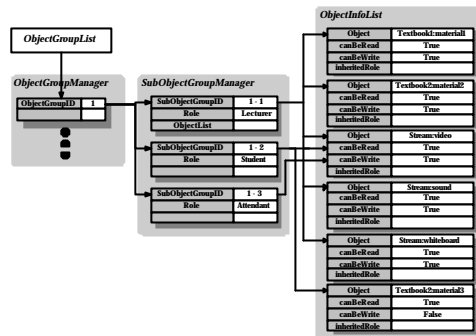 ObjectInfoList
ObjectGroupList
Object Textbook1:material1
canBeRead True
canBeWrite True
inheritedRole
ObjectGroupManager
SubObjectGroupManager
ObjectGroupID 1
SubObjectGroupID 1 - 1
Role Lecturer
ObjectList
Object Textbook2:material2
canBeRead True
canBeWrite True
inheritedRole
SubObjectGroupID 1 - 2
Role Student
Object Stream:video
canBeRead True
canBeWrite True
inheritedRole
SubObjectGroupID 1 - 3
Role Attendant
Object Stream:sound
canBeRead True
canBeWrite True
inheritedRole
Object Stream:whiteboard
canBeRead True
canBeWrite True
inheritedRole
Object Textbook1:material3
canBeRead True
canBeWrite False
inheritedRole